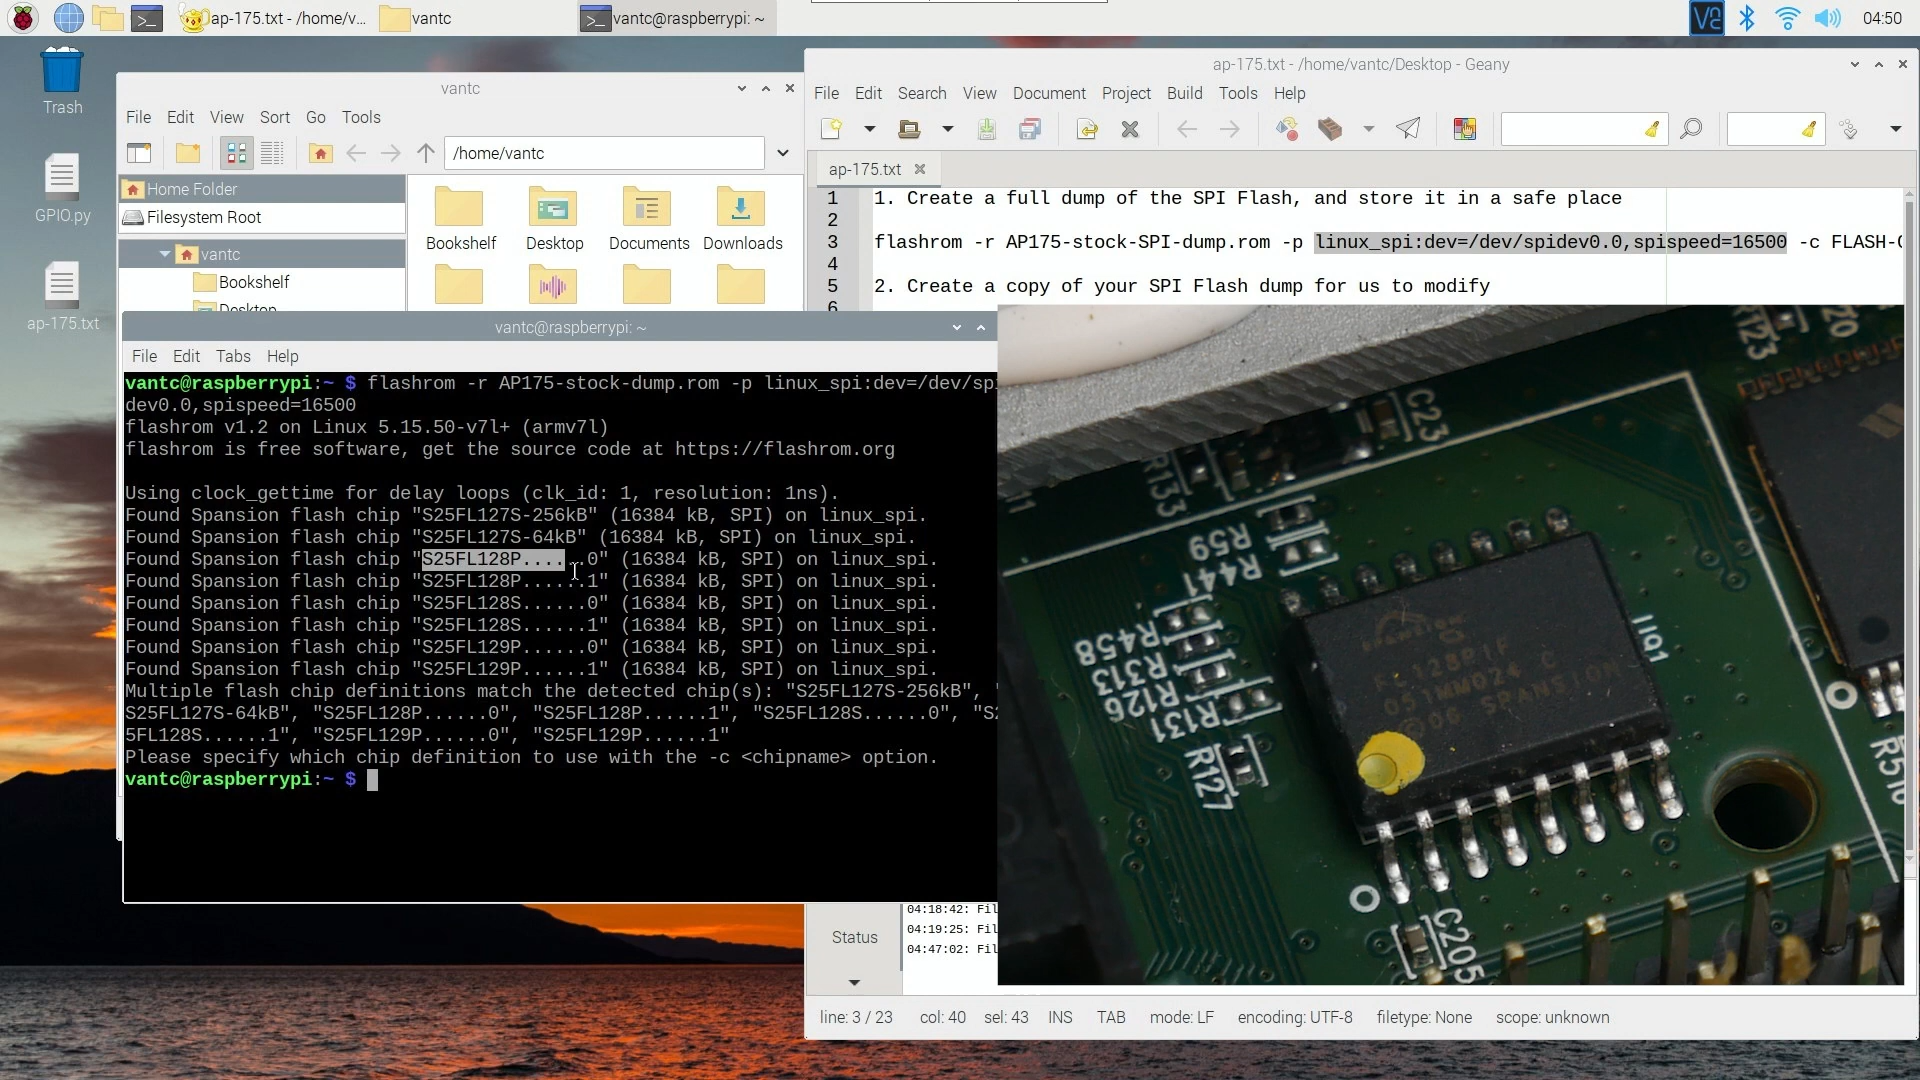 ap-175.txt - /home/v...
vantc
vantc@raspberrypi: ~
04:50
Trash
GPIO.py
ap-175.txt
vantc
File Edit View Sort Go Tools
/home/vantc
Home Folder
Filesystem Root
vantc
Bookshelf
Desktop
Bookshelf Desktop Documents Downloads
ap-175.txt - /home/vantc/Desktop - Geany
File Edit Search View Document Project Build Tools Help
ap-175.txt
1 1. Create a full dump of the SPI Flash, and store it in a safe place
2
3 flashrom -r AP175-stock-SPI-dump.rom -p linux_spi:dev=/dev/spidev0.0,spispeed=16500 -c FLASH-
4
5 2. Create a copy of your SPI Flash dump for us to modify
6
vantc@raspberrypi: ~
File Edit Tabs Help
vantc@raspberrypi:~ $ flashrom -r AP175-stock-dump.rom -p linux_spi:dev=/dev/spi
dev0.0,spispeed=16500
flashrom v1.2 on Linux 5.15.50-v7l+ (armv7l)
flashrom is free software, get the source code at https://flashrom.org
Using clock_gettime for delay loops (clk_id: 1, resolution: 1ns).
Found Spansion flash chip "S25FL127S-256kB" (16384 kB, SPI) on linux_spi.
Found Spansion flash chip "S25FL127S-64kB" (16384 kB, SPI) on linux_spi.
Found Spansion flash chip "S25FL128P......0" (16384 kB, SPI) on linux_spi.
Found Spansion flash chip "S25FL128P......1" (16384 kB, SPI) on linux_spi.
Found Spansion flash chip "S25FL128S......0" (16384 kB, SPI) on linux_spi.
Found Spansion flash chip "S25FL128S......1" (16384 kB, SPI) on linux_spi.
Found Spansion flash chip "S25FL129P......0" (16384 kB, SPI) on linux_spi.
Found Spansion flash chip "S25FL129P......1" (16384 kB, SPI) on linux_spi.
Multiple flash chip definitions match the detected chip(s): "S25FL127S-256kB", "
S25FL127S-64kB", "S25FL128P......0", "S25FL128P......1", "S25FL128S......0", "S2
5FL128S......1", "S25FL129P......0", "S25FL129P......1"
Please specify which chip definition to use with the -c <chipname> option.
vantc@raspberrypi:~ $
C23
R133
R123
R59
R441
R458
R313
R126
R131
R127
C205
SPANSION
Status
04:18:42: Fil
04:19:25: Fil
04:47:02: Fil
line: 3 / 23 col: 40 sel: 43 INS TAB mode: LF encoding: UTF-8 filetype: None scope: unknown